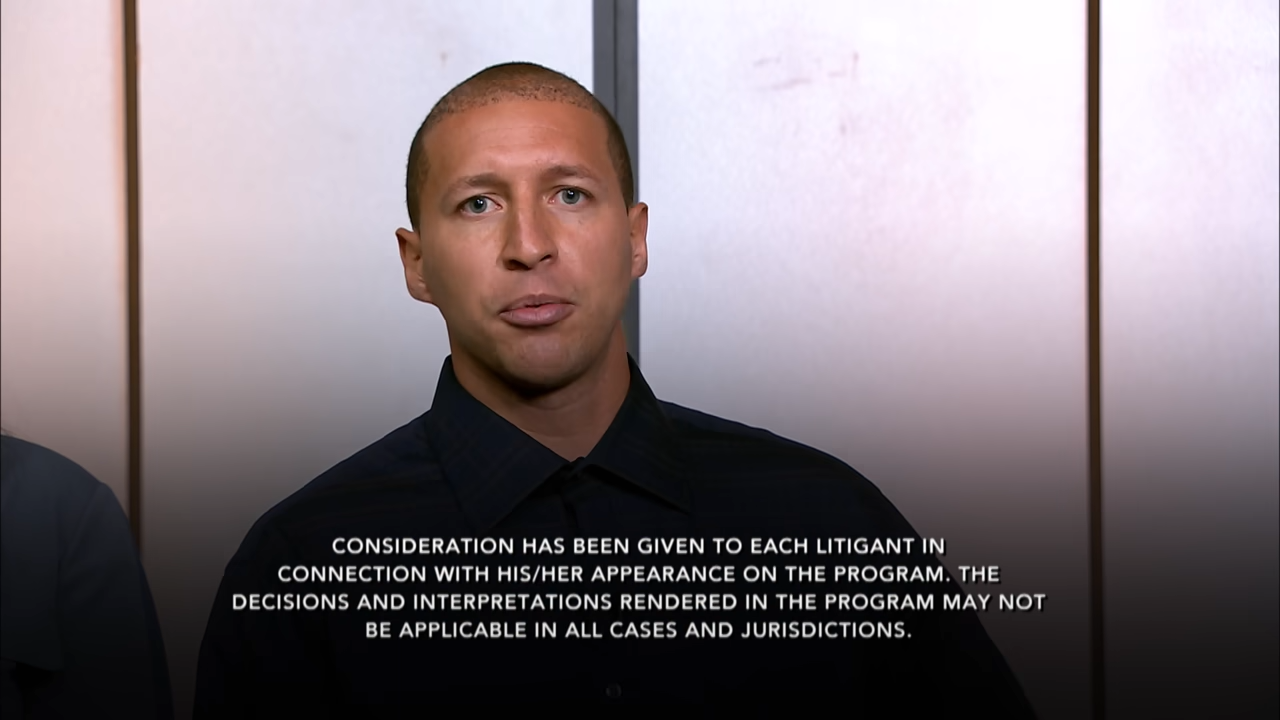 CONSIDERATION HAS BEEN GIVEN TO EACH LITIGANT IN
CONNECTION WITH HIS/HER APPEARANCE ON THE PROGRAM. THE
DECISIONS AND INTERPRETATIONS RENDERED IN THE PROGRAM MAY NOT
BE APPLICABLE IN ALL CASES AND JURISDICTIONS.